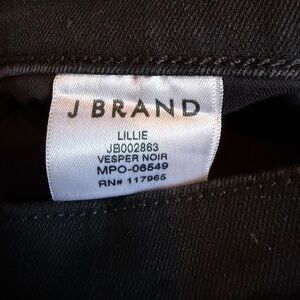 J BRAND
LILLIE
JB002863
VESPER NOIR
MPO-06549
RN# 117965